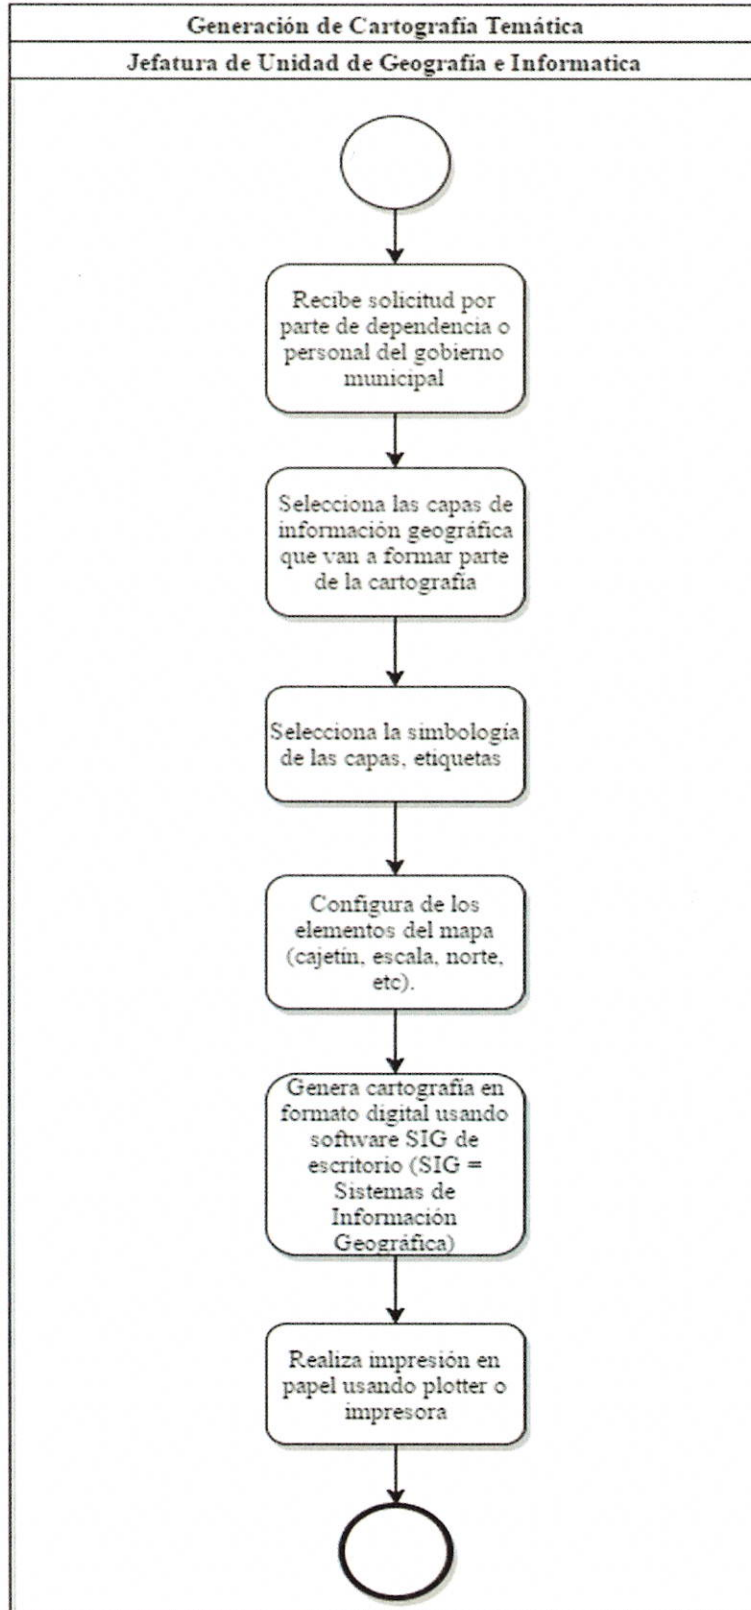 Generación de Cartografía Temática
Jefatura de Unidad de Geografía e Informatica
Recibe solicitud por
parte de dependencia o
personal del gobierno
municipal
Selecciona las capas de
información geográfica
que van a formar parte
de la cartografía
Selecciona la simbología
de las capas, etiquetas
Configura de los
elementos del mapa
(cajetín, escala, norte,
etc).
Genera cartografía en
formato digital usando
software SIG de
escritorio (SIG =
Sistemas de
Información
Geográfica)
Realiza impresión en
papel usando plotter o
impresora